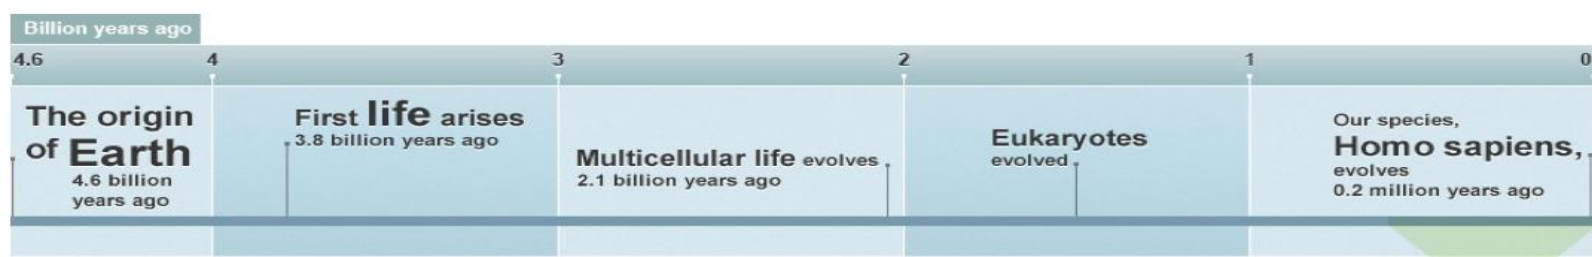 Billion years ago
4.6 4 3 2 1 0
The origin
of Earth
4.6 billion
years ago
First life arises
3.8 billion years ago
Multicellular life evolves
2.1 billion years ago
Eukaryotes
evolved
Our species,
Homo sapiens,
evolves
0.2 million years ago